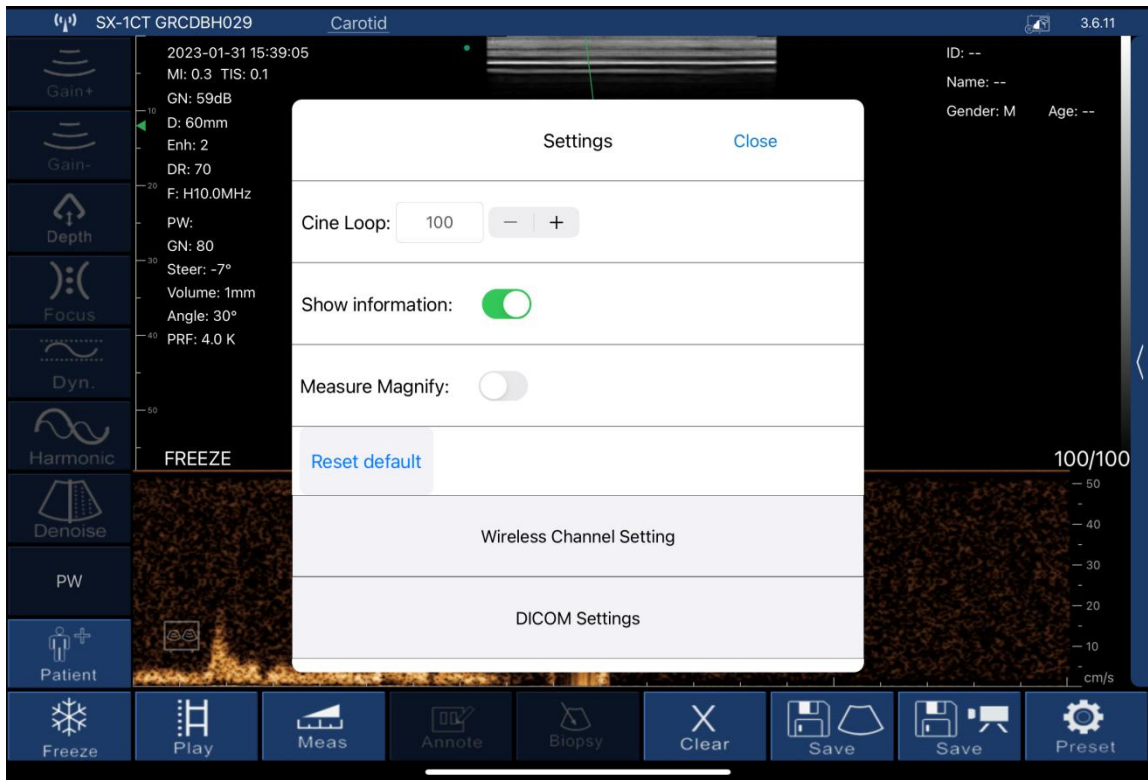 SX-1CT GRCDBH029
Carotid
3.6.11
Gain+
Gain-
Depth
Focus
Dyn.
Harmonic
Denoise
PW
Patient
2023-01-31 15:39:05
MI: 0.3 TIS: 0.1
GN: 59dB
D: 60mm
Enh: 2
DR: 70
F: H10.0MHz
PW:
GN: 80
Steer: -7°
Volume: 1mm
Angle: 30°
PRF: 4.0 K
10
20
30
40
50
FREEZE
ID: --
Name: --
Gender: M Age: --
Settings
Close
Cine Loop: 100 − +
Show information:
Measure Magnify:
Reset default
Wireless Channel Setting
DICOM Settings
100/100
50
40
30
20
10
cm/s
Freeze
Play
Meas
Annote
Biopsy
Clear
Save
Save
Preset